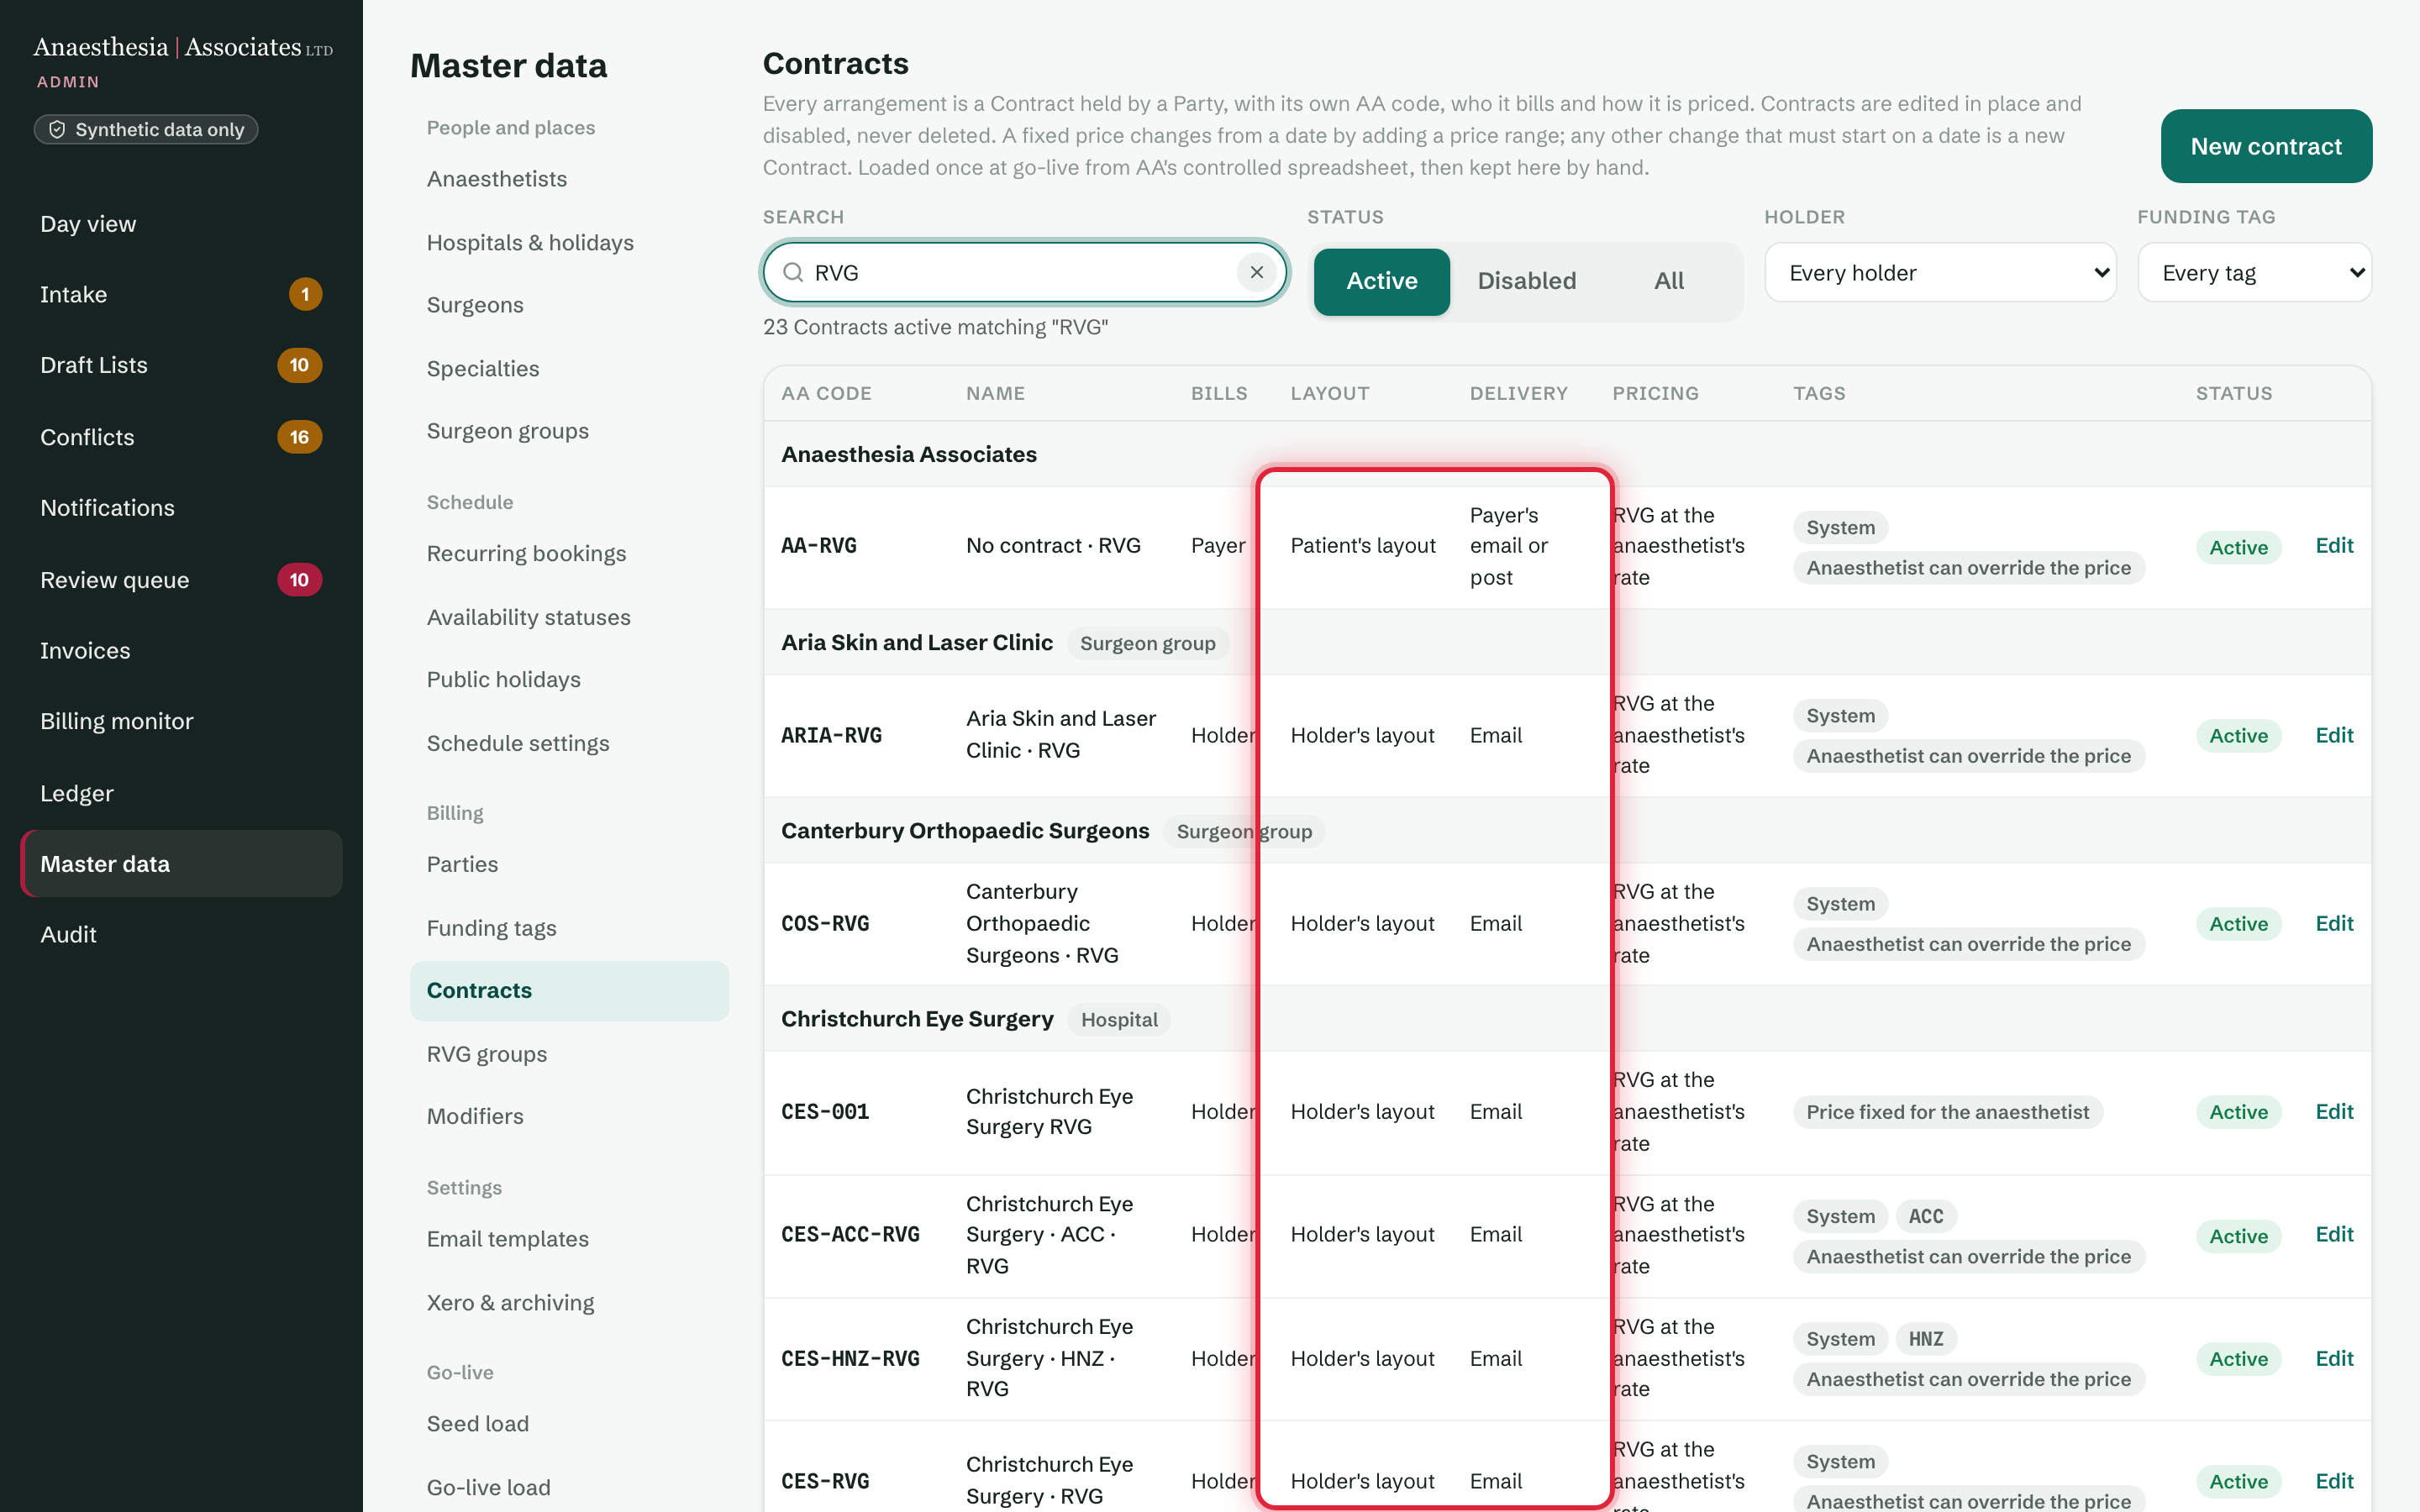 Anaesthesia | Associates LTD
ADMIN
Synthetic data only
Day view
Intake 1
Draft Lists 10
Conflicts 16
Notifications
Review queue 10
Invoices
Billing monitor
Ledger
Master data
Audit
Master data
People and places
Anaesthetists
Hospitals & holidays
Surgeons
Specialties
Surgeon groups
Schedule
Recurring bookings
Availability statuses
Public holidays
Schedule settings
Billing
Parties
Funding tags
Contracts
RVG groups
Modifiers
Settings
Email templates
Xero & archiving
Go-live
Seed load
Go-live load
Contracts
Every arrangement is a Contract held by a Party, with its own AA code, who it bills and how it is priced. Contracts are edited in place and
disabled, never deleted. A fixed price changes from a date by adding a price range; any other change that must start on a date is a new
Contract. Loaded once at go-live from AA's controlled spreadsheet, then kept here by hand.
New contract
SEARCH STATUS HOLDER FUNDING TAG
RVG Active Disabled All Every holder Every tag
23 Contracts active matching "RVG"
AA CODE NAME BILLS LAYOUT DELIVERY PRICING TAGS STATUS
Anaesthesia Associates
AA-RVG No contract · RVG Payer Patient's layout Payer's email or post RVG at the anaesthetist's rate System Anaesthetist can override the price Active Edit
Aria Skin and Laser Clinic Surgeon group
ARIA-RVG Aria Skin and Laser Clinic · RVG Holder Holder's layout Email RVG at the anaesthetist's rate System Anaesthetist can override the price Active Edit
Canterbury Orthopaedic Surgeons Surgeon group
COS-RVG Canterbury Orthopaedic Surgeons · RVG Holder Holder's layout Email RVG at the anaesthetist's rate System Anaesthetist can override the price Active Edit
Christchurch Eye Surgery Hospital
CES-001 Christchurch Eye Surgery RVG Holder Holder's layout Email RVG at the anaesthetist's rate Price fixed for the anaesthetist Active Edit
CES-ACC-RVG Christchurch Eye Surgery · ACC · RVG Holder Holder's layout Email RVG at the anaesthetist's rate System ACC Anaesthetist can override the price Active Edit
CES-HNZ-RVG Christchurch Eye Surgery · HNZ · RVG Holder Holder's layout Email RVG at the anaesthetist's rate System HNZ Anaesthetist can override the price Active Edit
CES-RVG Christchurch Eye Surgery · RVG Holder Holder's layout Email RVG at the anaesthetist's System Anaesthetist can override the price Active Edit